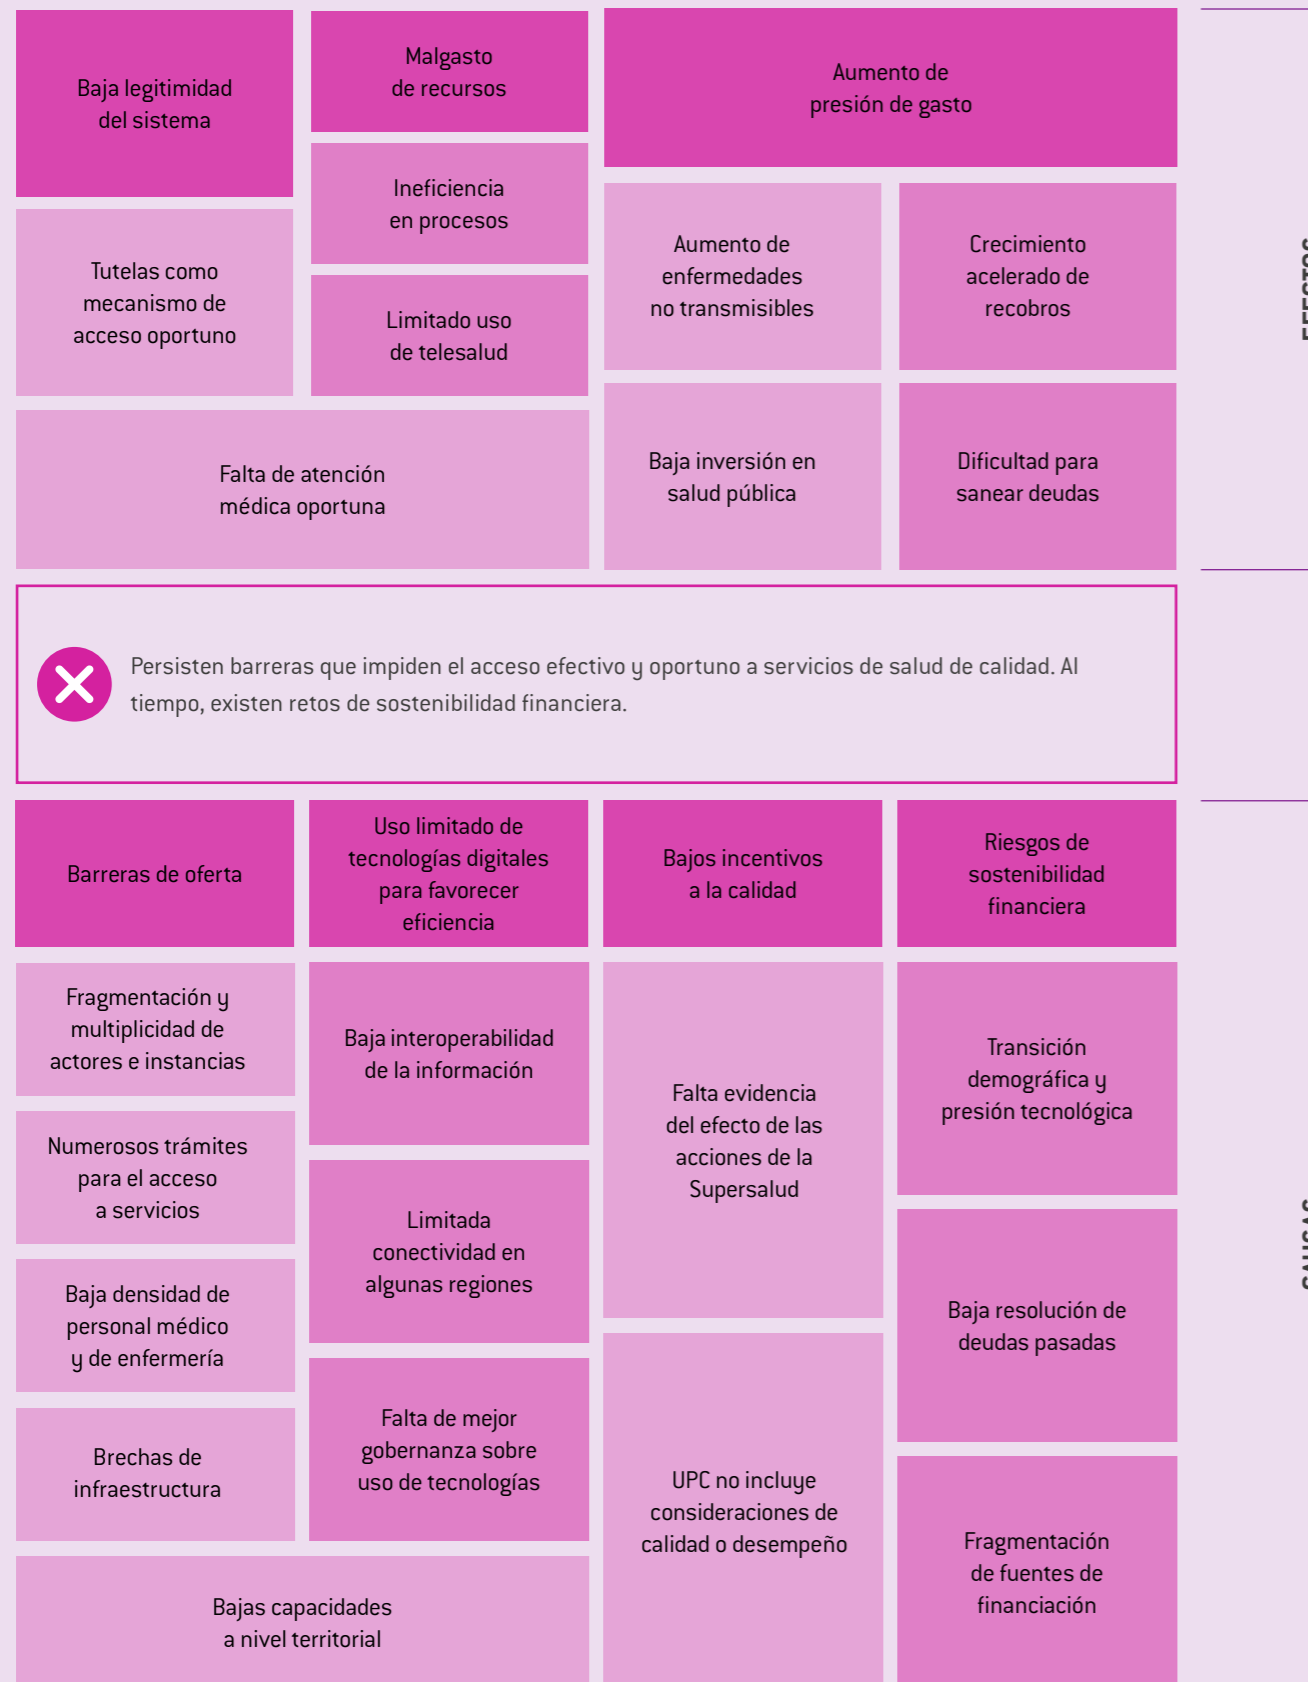 Baja legitimidad
del sistema
Malgasto
de recursos
Aumento de
presión de gasto
Ineficiencia
en procesos
Tutelas como
mecanismo de
acceso oportuno
Limitado uso
de telesalud
Aumento de
enfermedades
no transmisibles
Crecimiento
acelerado de
recobros
Falta de atención
médica oportuna
Baja inversión en
salud pública
Dificultad para
sanear deudas
Persisten barreras que impiden el acceso efectivo y oportuno a servicios de salud de calidad. Al
tiempo, existen retos de sostenibilidad financiera.
Barreras de oferta
Uso limitado de
tecnologías digitales
para favorecer
eficiencia
Bajos incentivos
a la calidad
Riesgos de
sostenibilidad
financiera
Fragmentación y
multiplicidad de
actores e instancias
Numerosos trámites
para el acceso
a servicios
Baja densidad de
personal médico
y de enfermería
Brechas de
infraestructura
Baja interoperabilidad
de la información
Limitada
conectividad en
algunas regiones
Falta de mejor
gobernanza sobre
uso de tecnologías
Bajas capacidades
a nivel territorial
Falta evidencia
del efecto de las
acciones de la
Supersalud
UPC no incluye
consideraciones de
calidad o desempeño
Transición
demográfica y
presión tecnológica
Baja resolución de
deudas pasadas
Fragmentación
de fuentes de
financiación